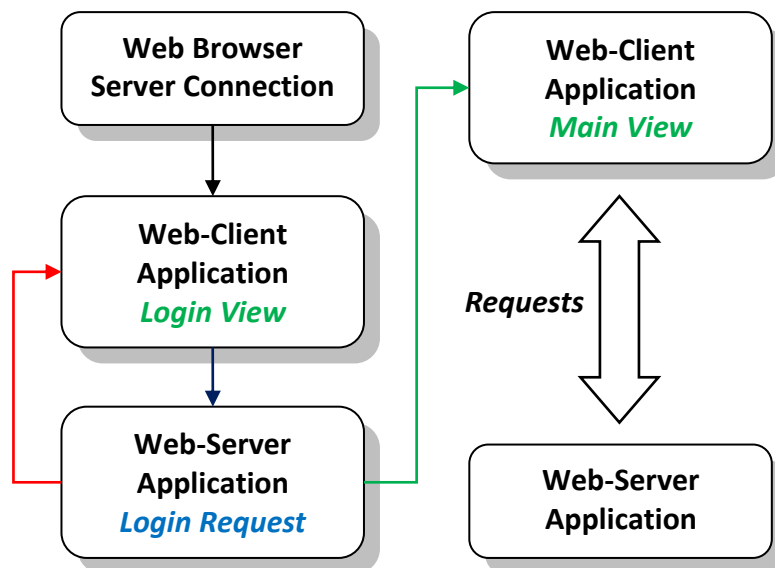 Web Browser
Server Connection
Web-Client
Application
Login View
Web-Server
Application
Login Request
Web-Client
Application
Main View
Requests
Web-Server
Application